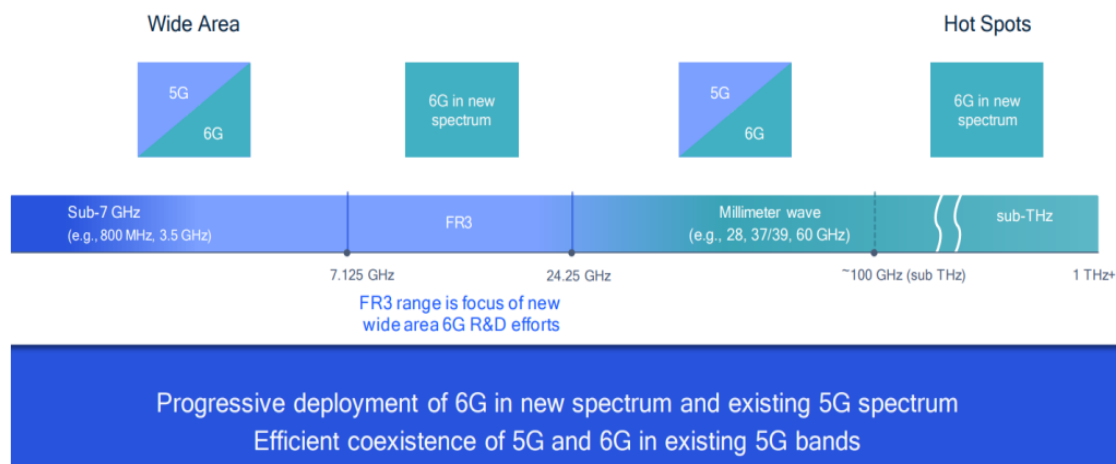 Wide Area
Hot Spots
5G
6G
6G in new
spectrum
5G
6G
6G in new
spectrum
Sub-7 GHz
(e.g., 800 MHz, 3.5 GHz)
FR3
Millimeter wave
(e.g., 28, 37/39, 60 GHz)
sub-THz
7.125 GHz
24.25 GHz
~100 GHz (sub THz)
1 THz+
FR3 range is focus of new
wide area 6G R&D efforts
Progressive deployment of 6G in new spectrum and existing 5G spectrum
Efficient coexistence of 5G and 6G in existing 5G bands